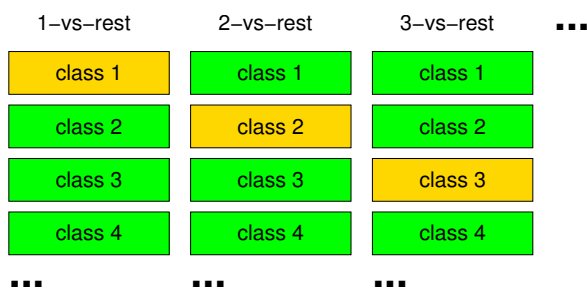 1−vs−rest 2−vs−rest 3−vs−rest ...
class 1 class 1 class 1
class 2 class 2 class 2
class 3 class 3 class 3
class 4 class 4 class 4
... ... ...